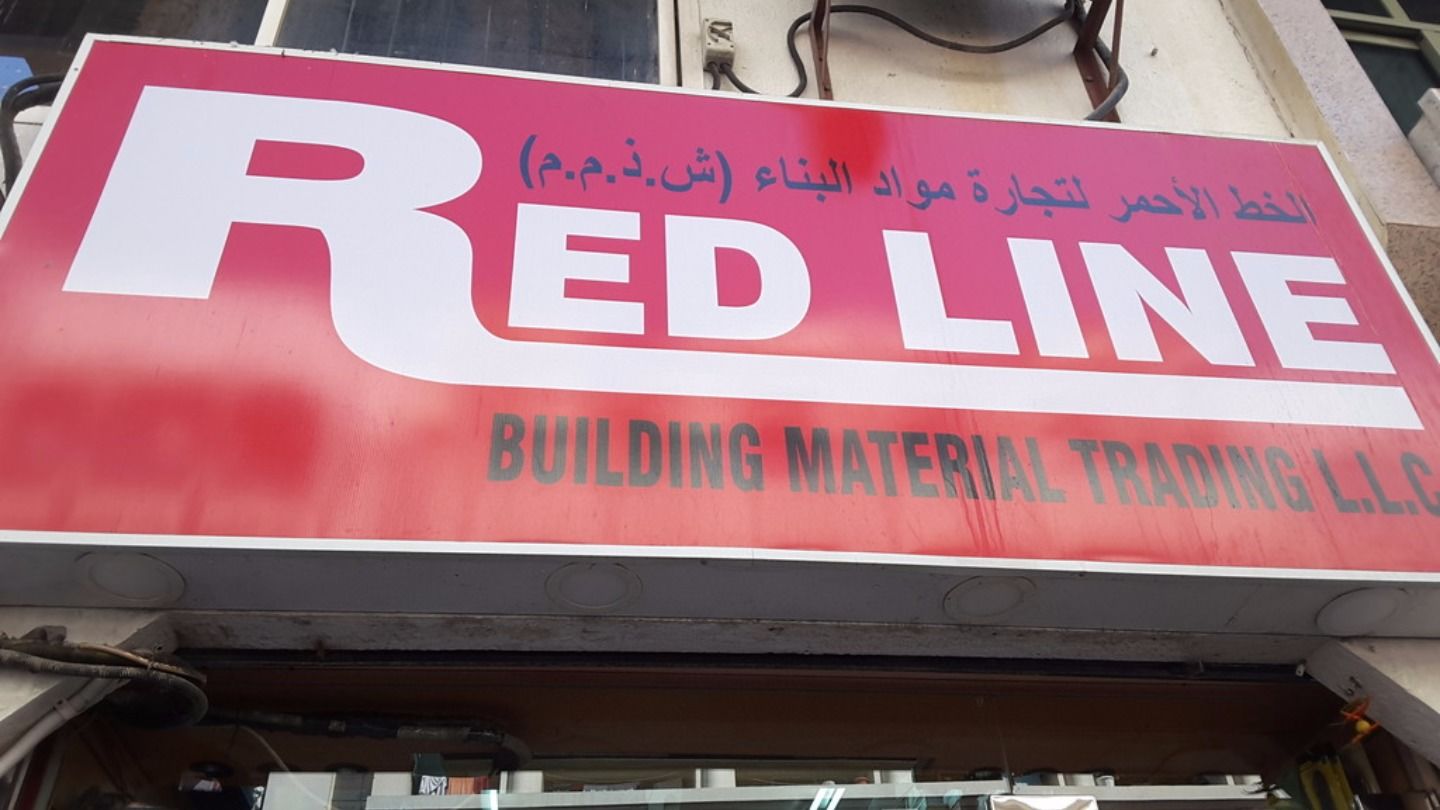 الخط الأحمر لتجارة مواد البناء (ش.ذ.م.م)
RED LINE
BUILDING MATERIAL TRADING L.L.C